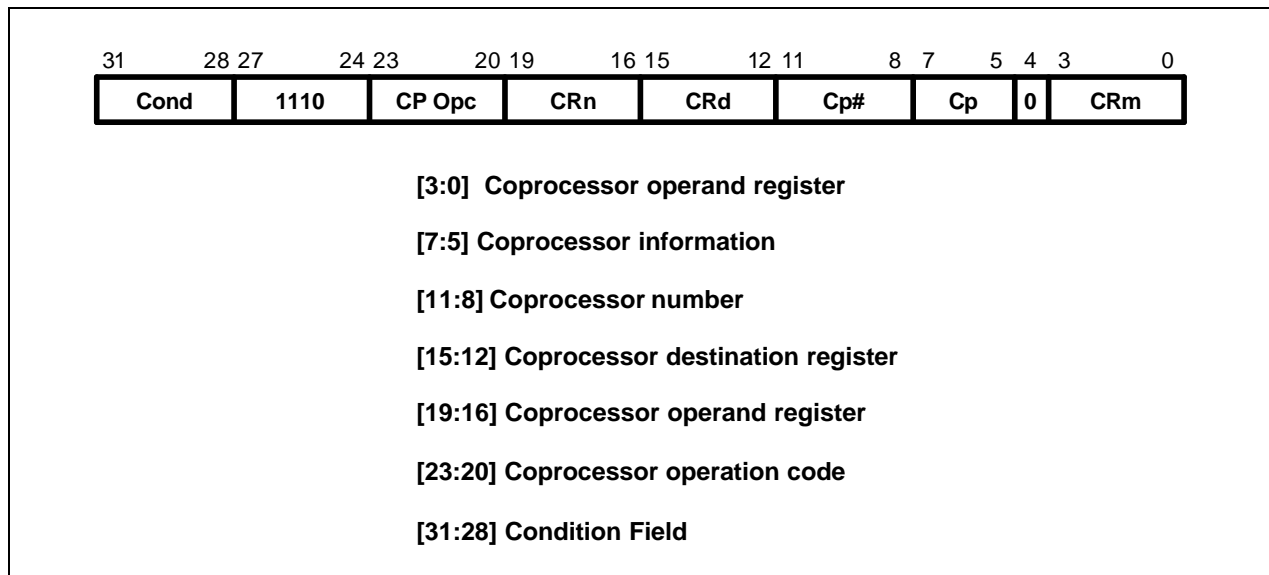 31 28 27 24 23 20 19 16 15 12 11 8 7 5 4 3 0
Cond 1110 CP Opc CRn CRd Cp# Cp 0 CRm
[3:0] Coprocessor operand register
[7:5] Coprocessor information
[11:8] Coprocessor number
[15:12] Coprocessor destination register
[19:16] Coprocessor operand register
[23:20] Coprocessor operation code
[31:28] Condition Field